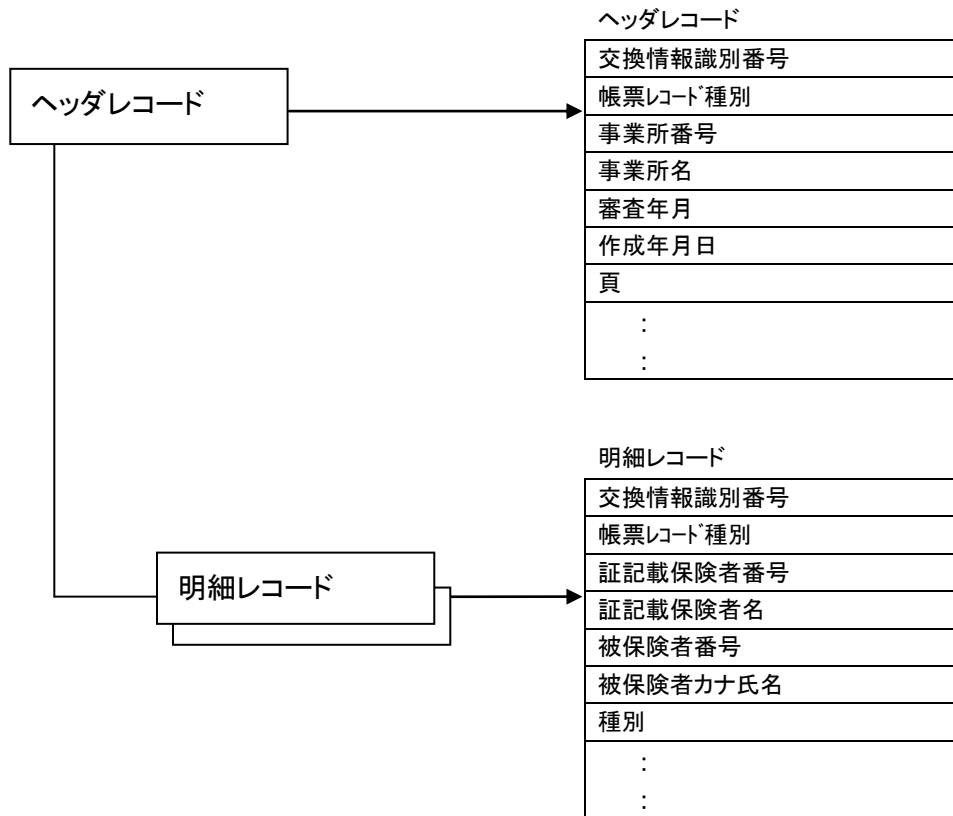 ヘッダレコード
ヘッダレコード
交換情報識別番号
帳票ﾚｺｰﾄﾞ種別
事業所番号
事業所名
審査年月
作成年月日
頁
:
:
明細レコード
明細レコード
交換情報識別番号
帳票ﾚｺｰﾄﾞ種別
証記載保険者番号
証記載保険者名
被保険者番号
被保険者カナ氏名
種別
:
: